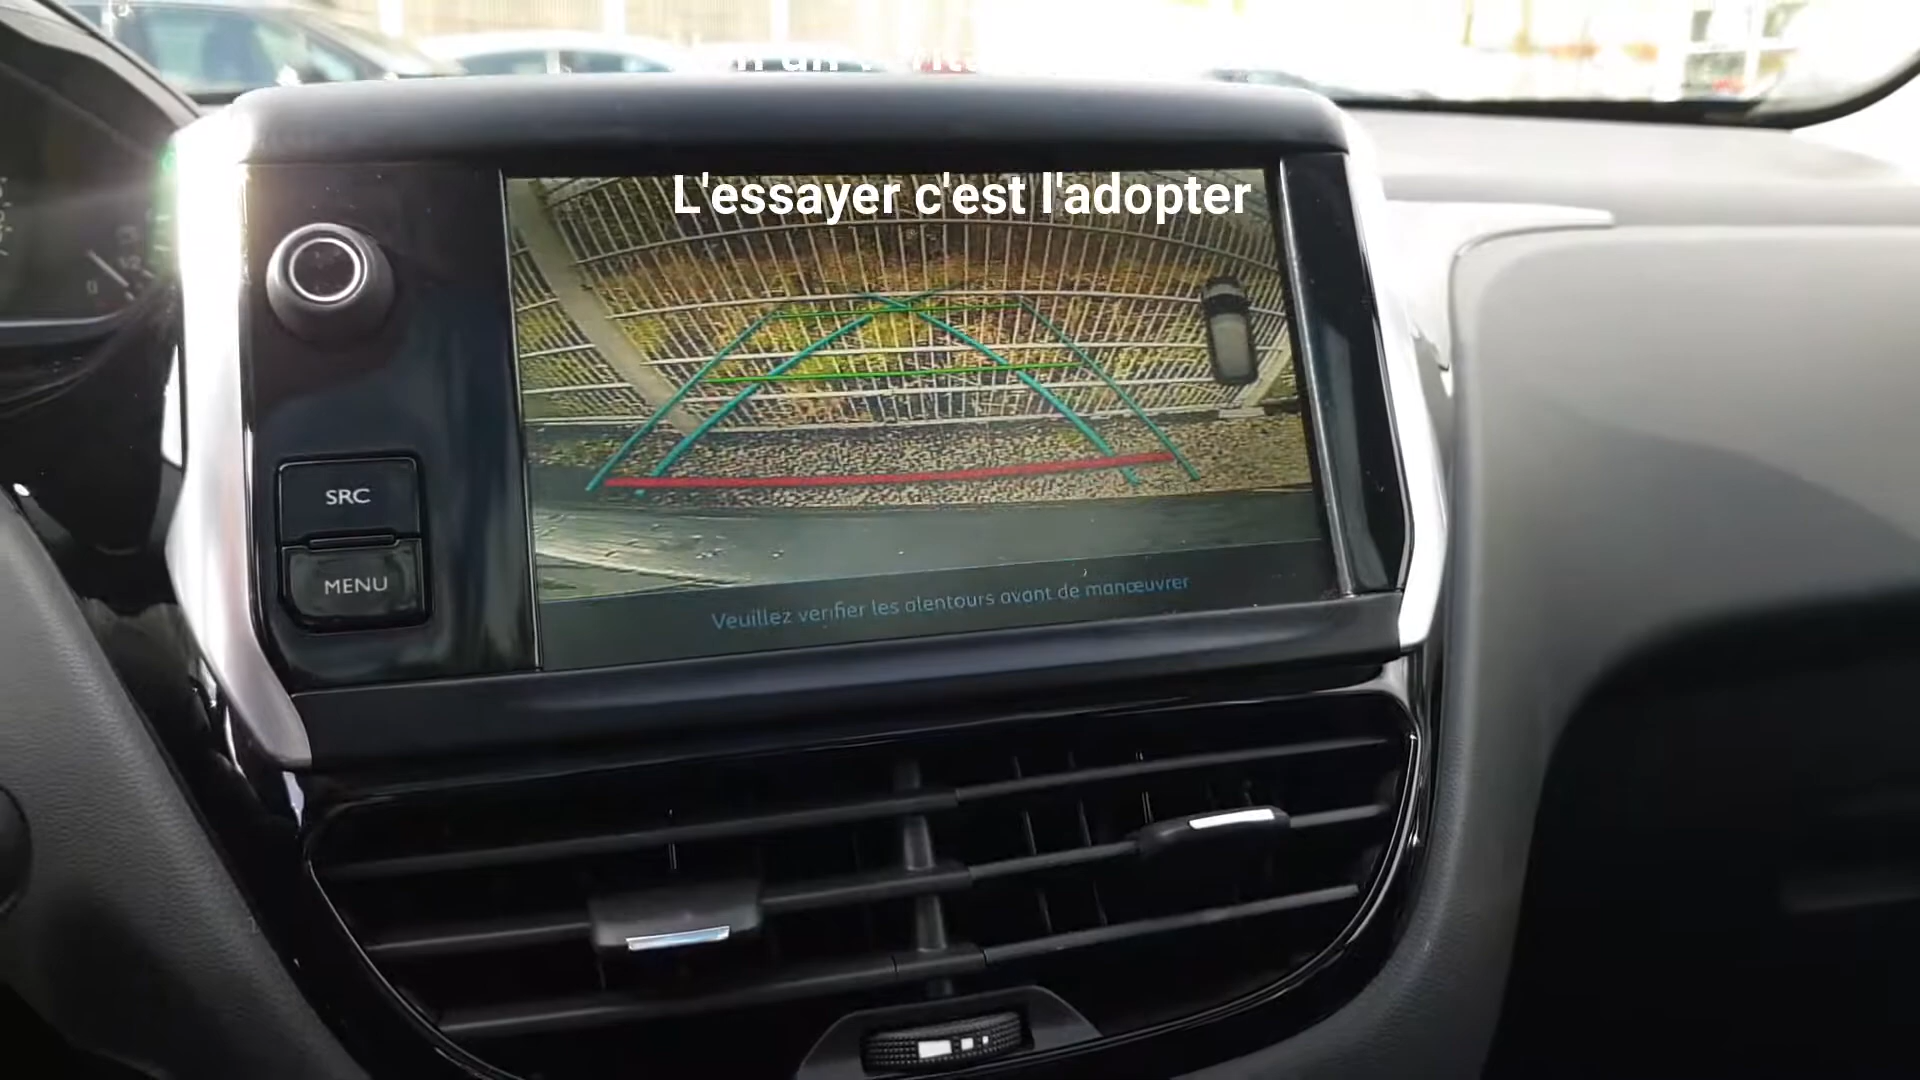 L'essayer c'est l'adopter
SRC
MENU
Veuillez verifier les alentours avant de manœuvrer